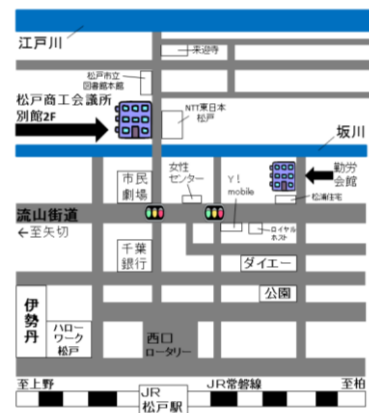 江戸川
来迎寺
松戸市立
図書館本館
松戸商工会議所
別館2F
NTT東日本
松戸
坂川
市民
劇場
女性
センター
Y!
mobile
勤労
会館
松浦住宅
流山街道
←至矢切
ロイヤル
ホスト
千葉
銀行
ダイエー
公園
伊勢丹
ハロー
ワーク
松戸
西口
ロータリー
至上野
JR
松戸駅
JR常磐線
至柏